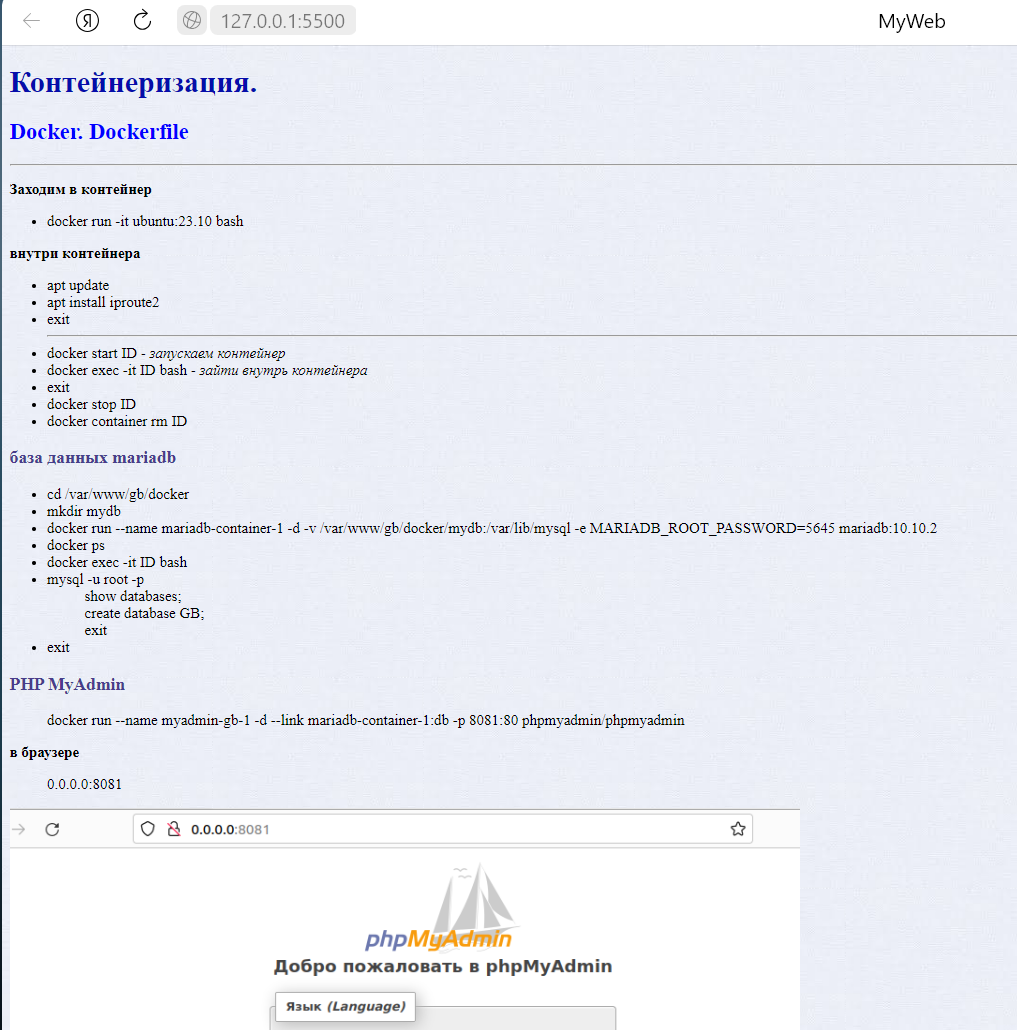 Я
127.0.0.1:5500
MyWeb
Контейнеризация.
Docker. Dockerfile
Заходим в контейнер
docker run -it ubuntu:23.10 bash
внутри контейнера
apt update
apt install iproute2
exit
docker start ID - запускаем контейнер
docker exec -it ID bash - зайти внутрь контейнера
exit
docker stop ID
docker container rm ID
база данных mariadb
cd /var/www/gb/docker
mkdir mydb
docker run --name mariadb-container-1 -d -v /var/www/gb/docker/mydb:/var/lib/mysql -e MARIADB_ROOT_PASSWORD=5645 mariadb:10.10.2
docker ps
docker exec -it ID bash
mysql -u root -p
show databases;
create database GB;
exit
exit
PHP MyAdmin
docker run --name myadmin-gb-1 -d --link mariadb-container-1:db -p 8081:80 phpmyadmin/phpmyadmin
в браузере
0.0.0.0:8081
0.0.0.0:8081
phpMyAdmin
Добро пожаловать в phpMyAdmin
Язык (Language)